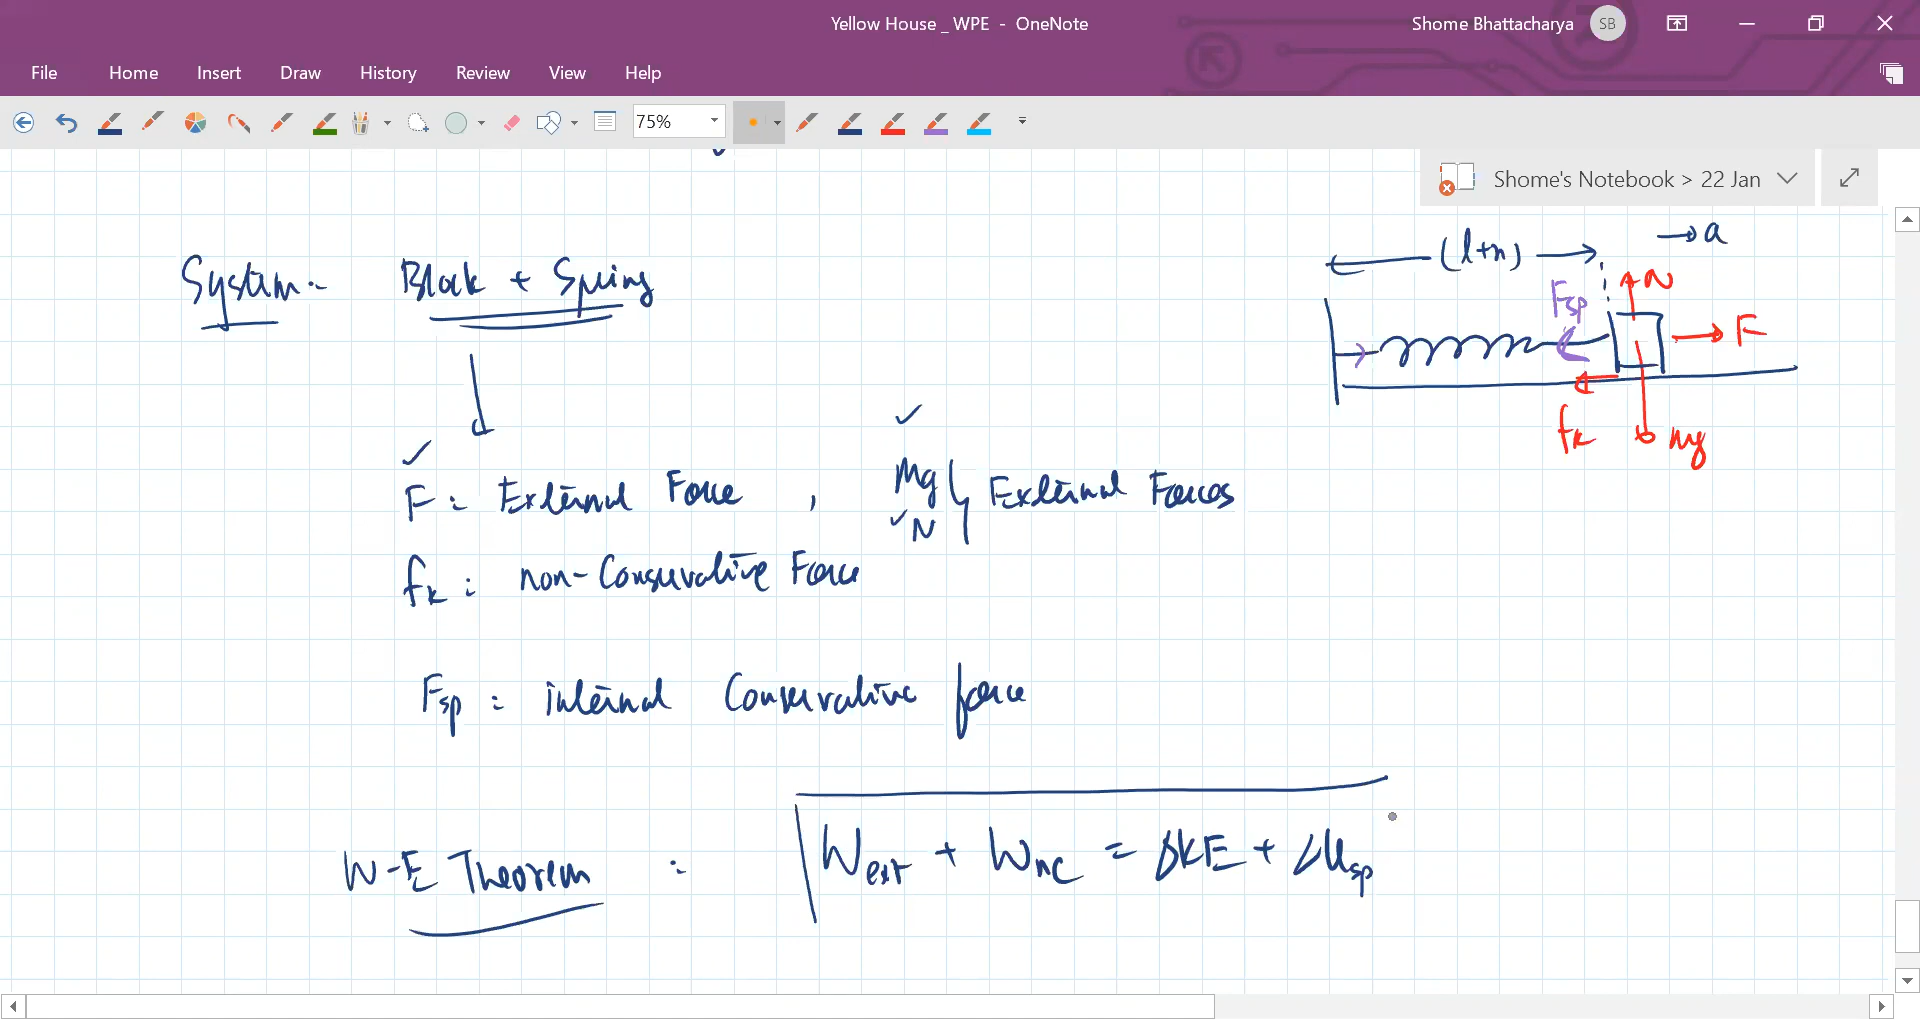 Yellow House _ WPE - OneNote
Shome Bhattacharya SB
File Home Insert Draw History Review View Help
75%
Shome's Notebook > 22 Jan
(l+x) → a
System :- Block + Spring
Fsp N
F
fk mg
F : External Force , Mg } External Forces
N
fk : non-Conservative Force
Fsp : internal Conservative force
W-E Theorem : Wext + Wnc = ΔKE + ΔUsp